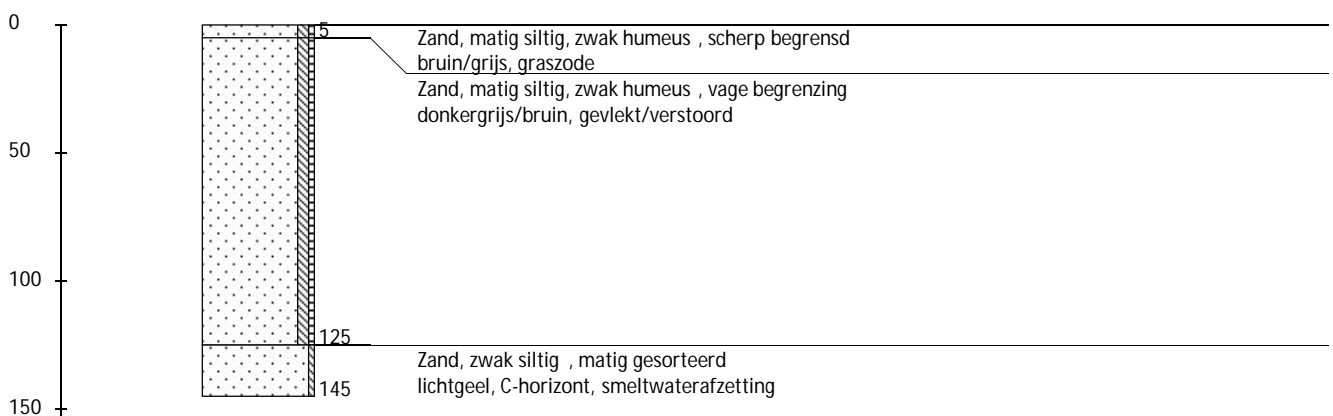 0
5
Zand, matig siltig, zwak humeus , scherp begrensd
bruin/grijs, graszode
Zand, matig siltig, zwak humeus , vage begrenzing
donkergrijs/bruin, gevlekt/verstoord
50
100
125
Zand, zwak siltig , matig gesorteerd
lichtgeel, C-horizont, smeltwaterafzetting
145
150